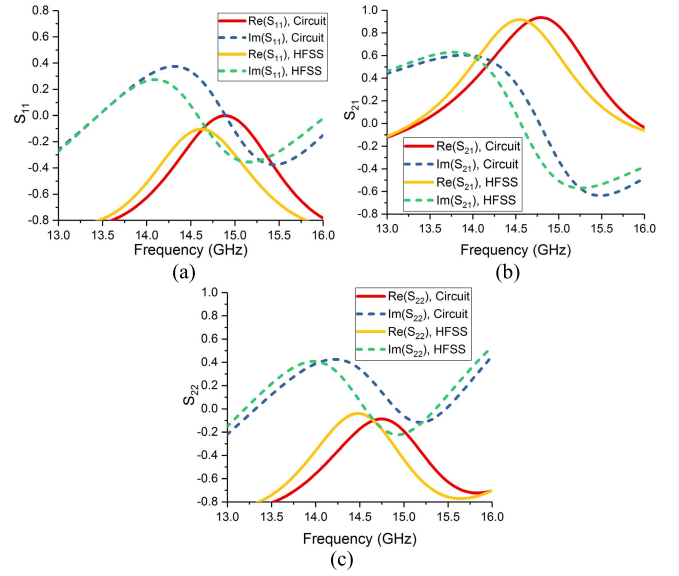 1.0
0.8
0.6
0.4
0.2
0.0
-0.2
-0.4
-0.6
-0.8
S11
Re(S11), Circuit
Im(S11), Circuit
Re(S11), HFSS
Im(S11), HFSS
13.0 13.5 14.0 14.5 15.0 15.5 16.0
Frequency (GHz)
(a)
1.0
0.8
0.6
0.4
0.2
0.0
-0.2
-0.4
-0.6
-0.8
S21
Re(S21), Circuit
Im(S21), Circuit
Re(S21), HFSS
Im(S21), HFSS
13.0 13.5 14.0 14.5 15.0 15.5 16.0
Frequency (GHz)
(b)
1.0
0.8
0.6
0.4
0.2
0.0
-0.2
-0.4
-0.6
-0.8
S22
Re(S22), Circuit
Im(S22), Circuit
Re(S22), HFSS
Im(S22), HFSS
13.0 13.5 14.0 14.5 15.0 15.5 16.0
Frequency (GHz)
(c)